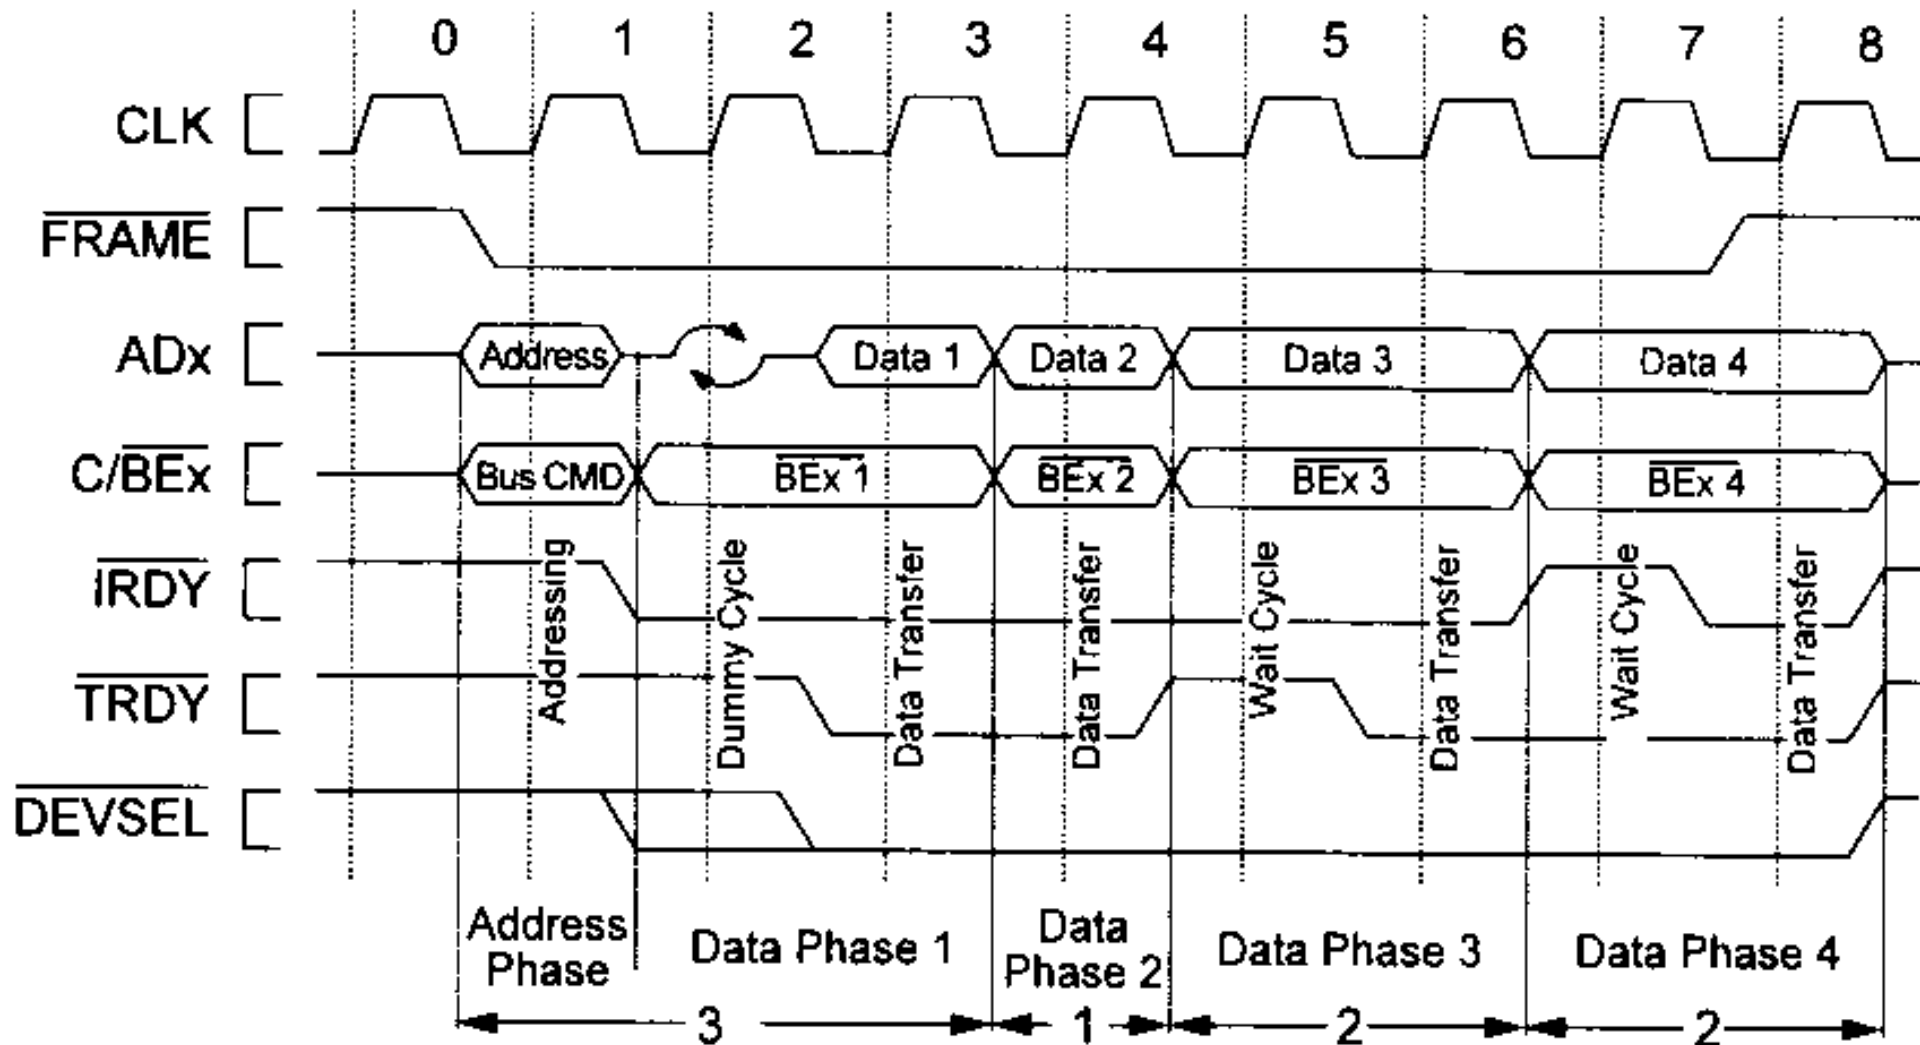 0 1 2 3 4 5 6 7 8
CLK
FRAME
ADx
Address
Data 1
Data 2
Data 3
Data 4
C/BEx
Bus CMD
BEx 1
BEx 2
BEx 3
BEx 4
IRDY
TRDY
DEVSEL
Addressing
Dummy Cycle
Data Transfer
Data Transfer
Wait Cycle
Data Transfer
Wait Cycle
Data Transfer
Address
Phase
Data Phase 1
Data
Phase 2
Data Phase 3
Data Phase 4
3
1
2
2